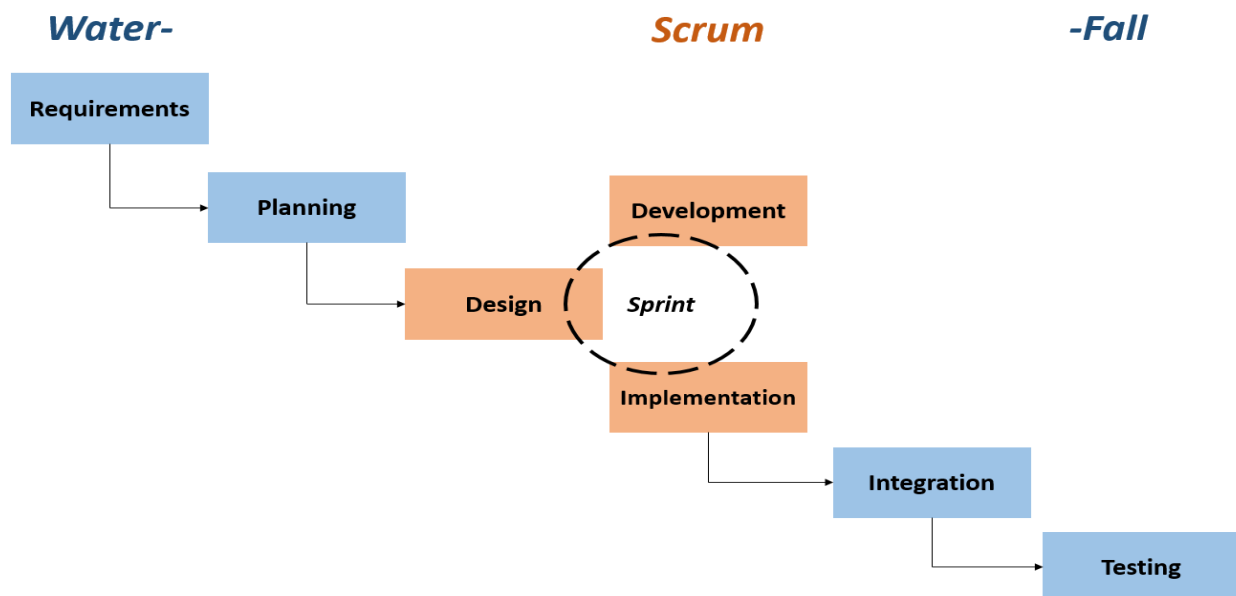 Water-
Scrum
-Fall
Requirements
Planning
Development
Design
Sprint
Implementation
Integration
Testing